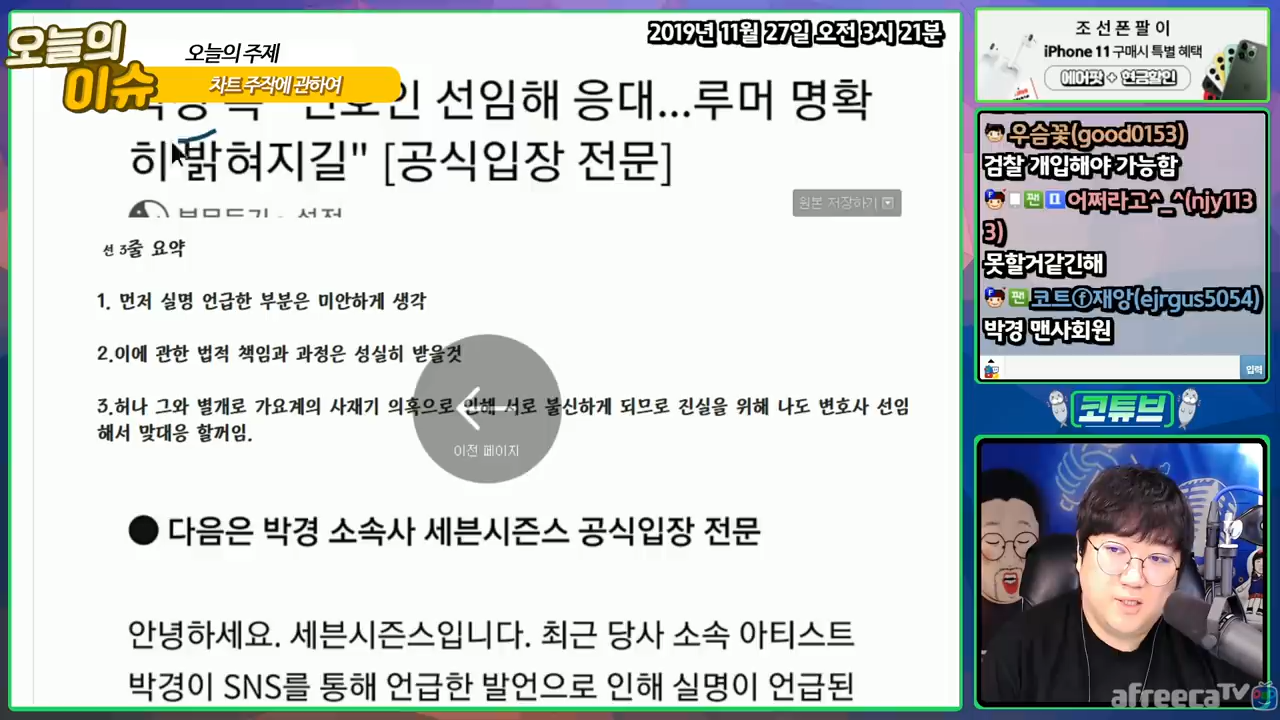 오늘의
이슈
오늘의 주제
차트 주작에 관하여
2019년 11월 27일 오전 3시 21분
선임해 응대...루머 명확
히 밝혀지길" [공식입장 전문]
원본 저장하기
선 3줄 요약
1. 먼저 실명 언급한 부분은 미안하게 생각
2.이에 관한 법적 책임과 과정은 성실히 받을것
3.허나 그와 별개로 가요계의 사재기 의혹으로 인해 서로 불신하게 되므로 진실을 위해 나도 변호사 선임
해서 맞대응 할꺼임.
이전 페이지
● 다음은 박경 소속사 세븐시즌스 공식입장 전문
안녕하세요. 세븐시즌스입니다. 최근 당사 소속 아티스트
박경이 SNS를 통해 언급한 발언으로 인해 실명이 언급된
조선폰팔이
iPhone 11 구매시 특별 혜택
에어팟 + 현금할인
우슴꽃(good0153)
검찰 개입해야 가능함
팬 어쩌라고^_^(njy113
3)
못할거같긴해
팬 코트ⓕ재앙(ejrgus5054)
박경 맨사회원
입력
코튜브
afreecaTV